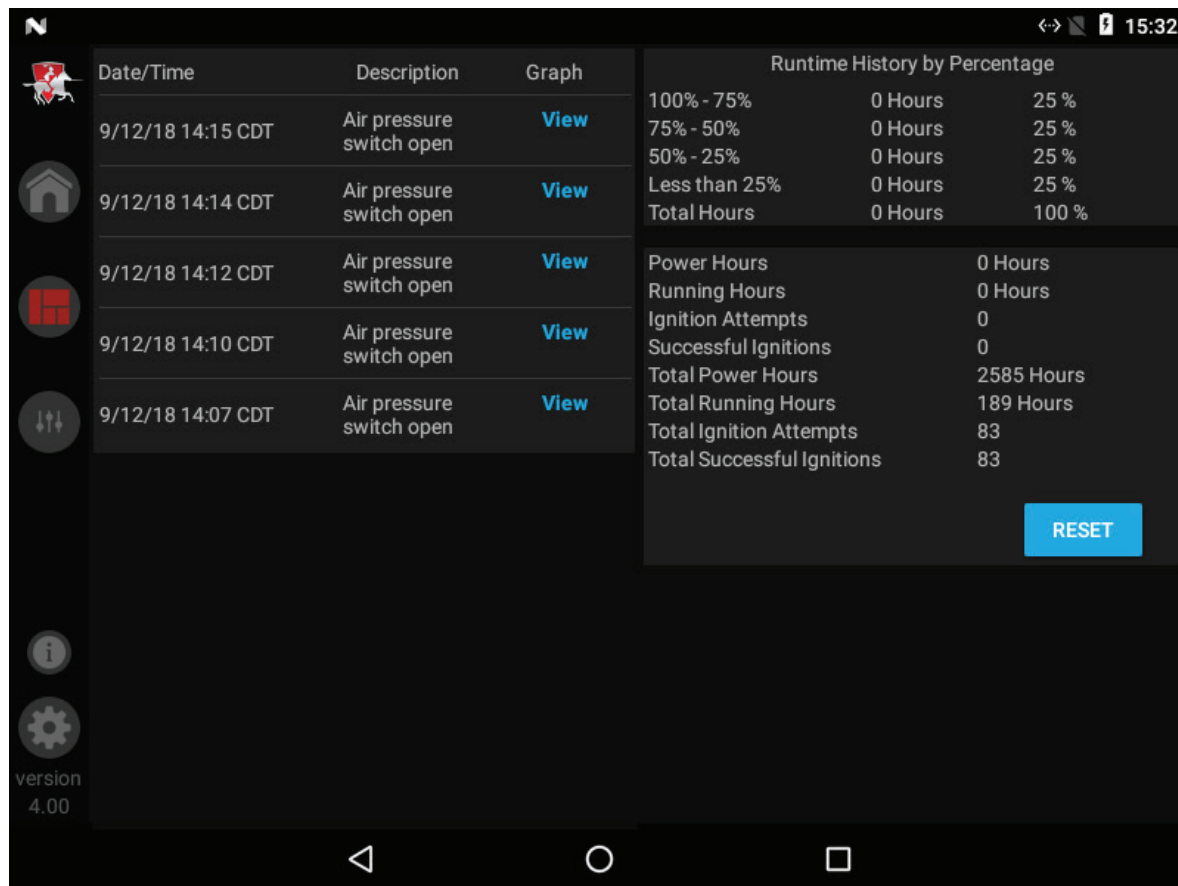 15:32
Date/Time Description Graph
9/12/18 14:15 CDT Air pressure switch open View
9/12/18 14:14 CDT Air pressure switch open View
9/12/18 14:12 CDT Air pressure switch open View
9/12/18 14:10 CDT Air pressure switch open View
9/12/18 14:07 CDT Air pressure switch open View
Runtime History by Percentage
100% - 75% 0 Hours 25 %
75% - 50% 0 Hours 25 %
50% - 25% 0 Hours 25 %
Less than 25% 0 Hours 25 %
Total Hours 0 Hours 100 %
Power Hours 0 Hours
Running Hours 0 Hours
Ignition Attempts 0
Successful Ignitions 0
Total Power Hours 2585 Hours
Total Running Hours 189 Hours
Total Ignition Attempts 83
Total Successful Ignitions 83
RESET
version
4.00